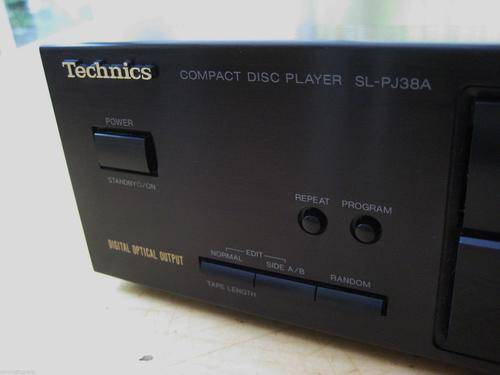 Technics
COMPACT DISC PLAYER SL-PJ38A
POWER
STANDBY⏻/ON
REPEAT PROGRAM
EDIT
NORMAL SIDE A/B RANDOM
TAPE LENGTH
DIGITAL OPTICAL OUTPUT